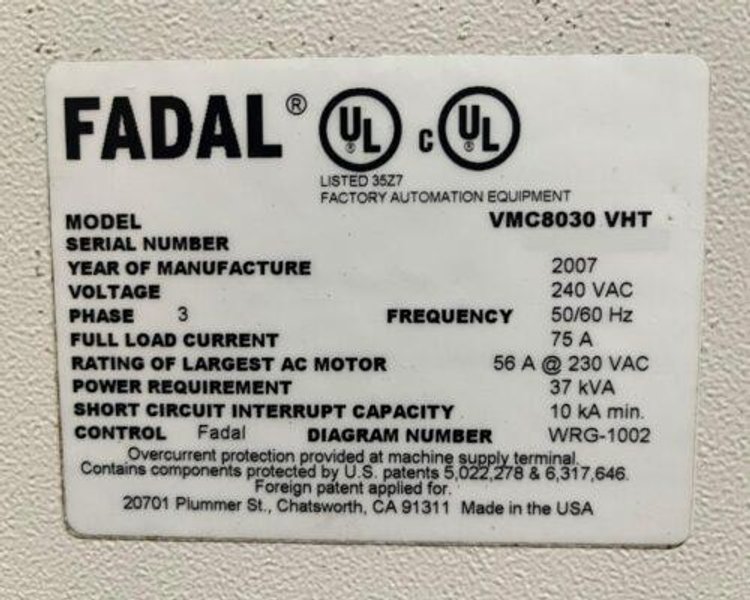 FADAL® UL® c UL®
LISTED 35Z7
FACTORY AUTOMATION EQUIPMENT
MODEL VMC8030 VHT
SERIAL NUMBER
YEAR OF MANUFACTURE 2007
VOLTAGE 240 VAC
PHASE 3 FREQUENCY 50/60 Hz
FULL LOAD CURRENT 75 A
RATING OF LARGEST AC MOTOR 56 A @ 230 VAC
POWER REQUIREMENT 37 kVA
SHORT CIRCUIT INTERRUPT CAPACITY 10 kA min.
CONTROL Fadal DIAGRAM NUMBER WRG-1002
Overcurrent protection provided at machine supply terminal.
Contains components protected by U.S. patents 5,022,278 & 6,317,646.
Foreign patent applied for.
20701 Plummer St., Chatsworth, CA 91311 Made in the USA